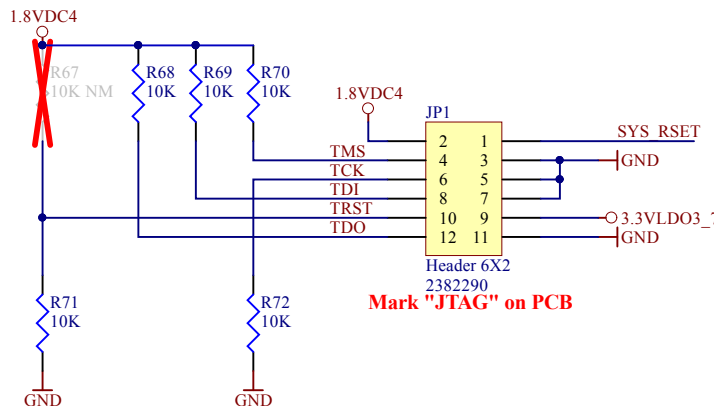 1.8VDC4
R67
10K NM
R68
10K
R69
10K
R70
10K
1.8VDC4
JP1
2 1
SYS_RSET
TMS 4 3
GND
TCK 6 5
TDI 8 7
TRST 10 9
3.3VLDO3_
TDO 12 11
GND
Header 6X2
2382290
Mark "JTAG" on PCB
R71
10K
R72
10K
GND
GND